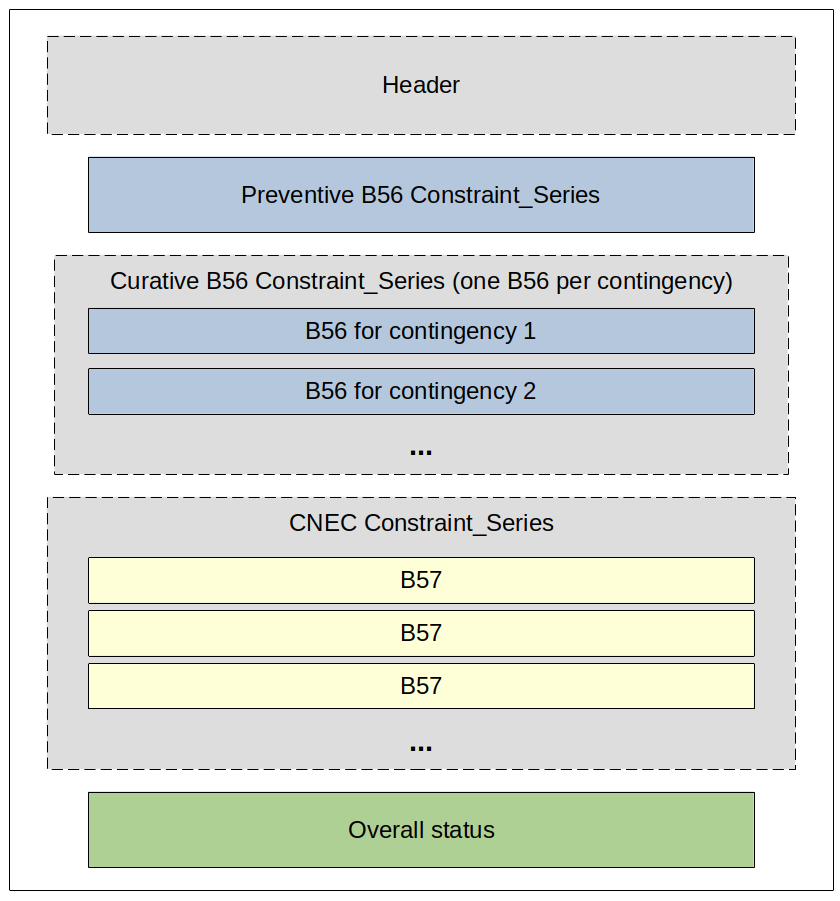 Header
Preventive B56 Constraint_Series
Curative B56 Constraint_Series (one B56 per contingency)
B56 for contingency 1
B56 for contingency 2
...
CNEC Constraint_Series
B57
B57
B57
...
Overall status